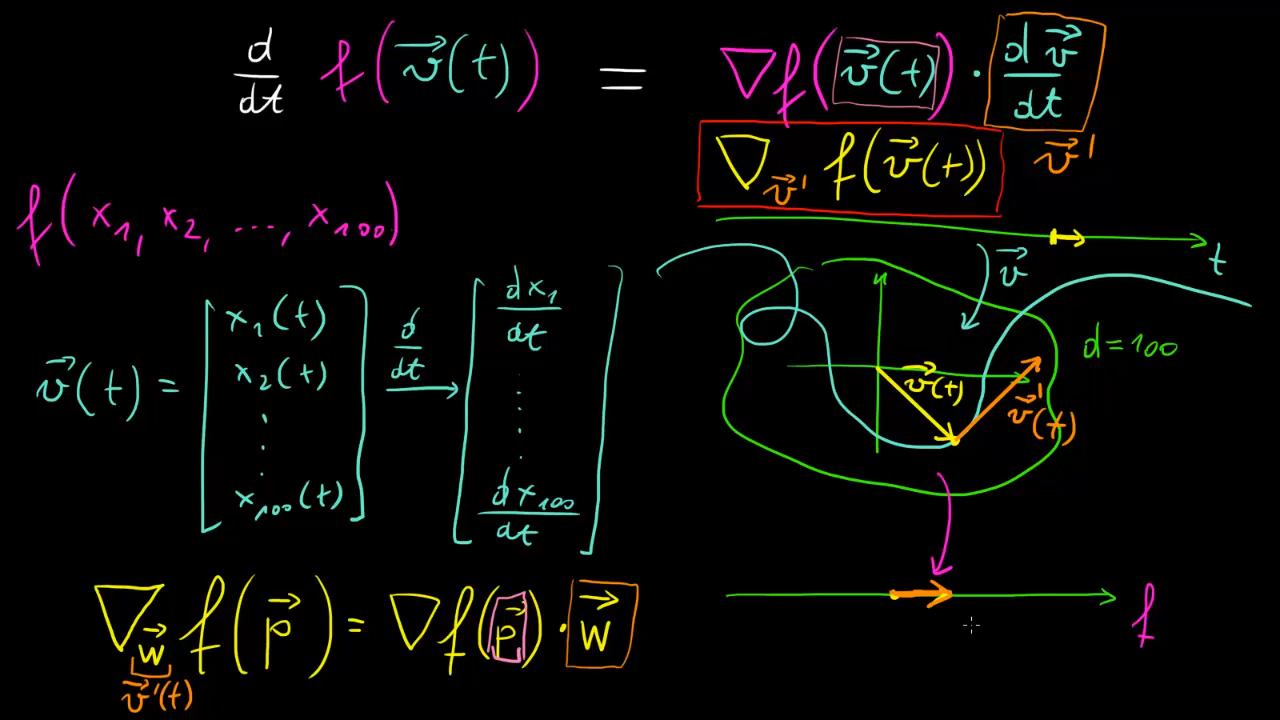 d/dt f(v⃗(t)) = ∇f(v⃗(t)) · dv⃗/dt
∇_v⃗' f(v⃗(t)) v⃗'
f(x₁, x₂, ..., x₁₀₀)
t
v⃗
v⃗(t) = [x₁(t) x₂(t) ⋮ x₁₀₀(t)] d/dt → [dx₁/dt ⋮ dx₁₀₀/dt]
d=100
v⃗(t)
v⃗'(t)
∇_w⃗ f(p⃗) = ∇f(p⃗) · w⃗
v⃗'(t)
f